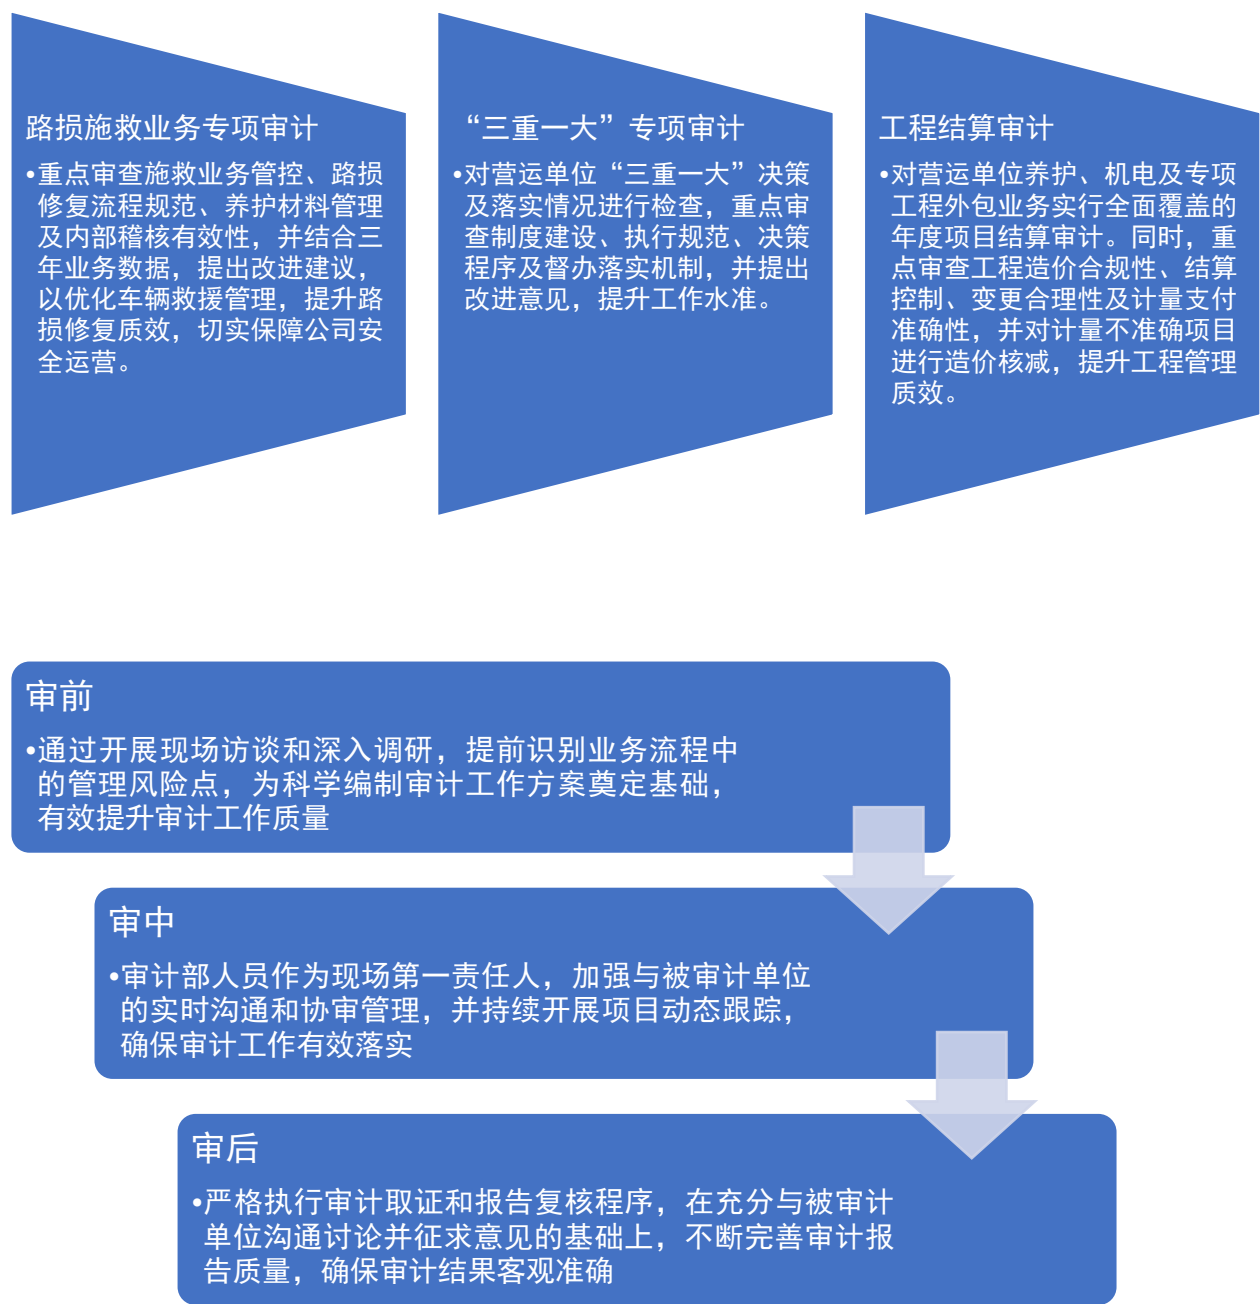 路损施救业务专项审计
•重点审查施救业务管控、路损
修复流程规范、养护材料管理
及内部稽核有效性，并结合三
年业务数据，提出改进建议，
以优化车辆救援管理，提升路
损修复质效，切实保障公司安
全运营。
“三重一大”专项审计
•对营运单位“三重一大”决策
及落实情况进行检查，重点审
查制度建设、执行规范、决策
程序及督办落实机制，并提出
改进意见，提升工作水准。
工程结算审计
•对营运单位养护、机电及专项
工程外包业务实行全面覆盖的
年度项目结算审计。同时，重
点审查工程造价合规性、结算
控制、变更合理性及计量支付
准确性，并对计量不准确项目
进行造价核减，提升工程管理
质效。
审前
•通过开展现场访谈和深入调研，提前识别业务流程中
的管理风险点，为科学编制审计工作方案奠定基础，
有效提升审计工作质量
审中
•审计部人员作为现场第一责任人，加强与被审计单位
的实时沟通和协审管理，并持续开展项目动态跟踪，
确保审计工作有效落实
审后
•严格执行审计取证和报告复核程序，在充分与被审计
单位沟通讨论并征求意见的基础上，不断完善审计报
告质量，确保审计结果客观准确